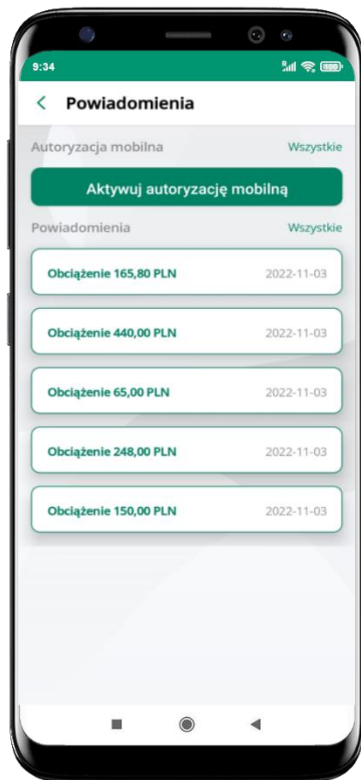 9:34
Powiadomienia
Autoryzacja mobilna Wszystkie
Aktywuj autoryzację mobilną
Powiadomienia Wszystkie
Obciążenie 165,80 PLN 2022-11-03
Obciążenie 440,00 PLN 2022-11-03
Obciążenie 65,00 PLN 2022-11-03
Obciążenie 248,00 PLN 2022-11-03
Obciążenie 150,00 PLN 2022-11-03